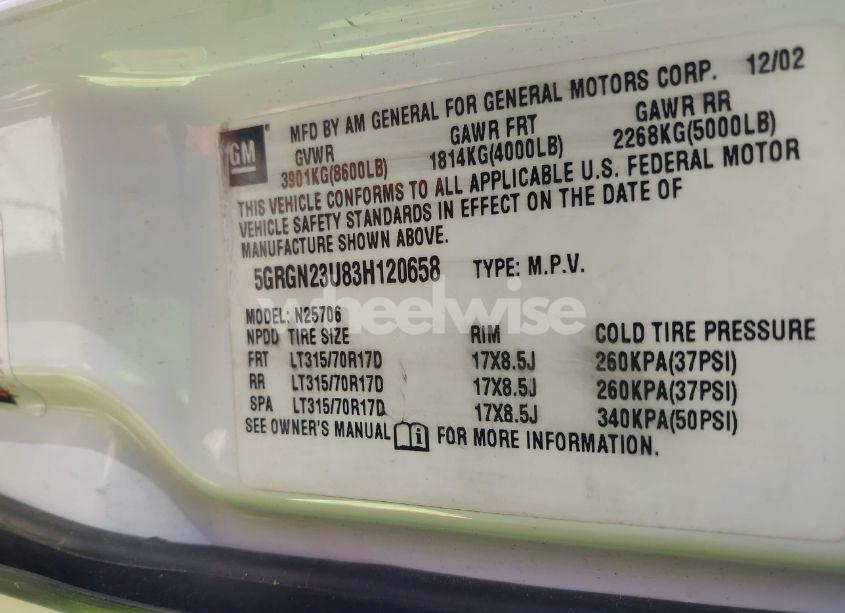 MFD BY AM GENERAL FOR GENERAL MOTORS CORP. 12/02
GM
GVWR GAWR FRT GAWR RR
3901KG(8600LB) 1814KG(4000LB) 2268KG(5000LB)
THIS VEHICLE CONFORMS TO ALL APPLICABLE U.S. FEDERAL MOTOR
VEHICLE SAFETY STANDARDS IN EFFECT ON THE DATE OF
MANUFACTURE SHOWN ABOVE.
5GRGN23U83H120658 TYPE: M.P.V.
wheelwise
MODEL: N25706
NPDD TIRE SIZE RIM COLD TIRE PRESSURE
FRT LT315/70R17D 17X8.5J 260KPA(37PSI)
RR LT315/70R17D 17X8.5J 260KPA(37PSI)
SPA LT315/70R17D 17X8.5J 340KPA(50PSI)
SEE OWNER'S MANUAL i FOR MORE INFORMATION.